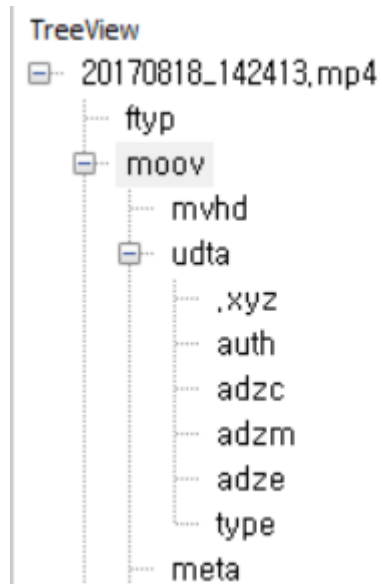 TreeView
20170818_142413.mp4
ftyp
moov
mvhd
udta
.xyz
auth
adzc
adzm
adze
type
meta